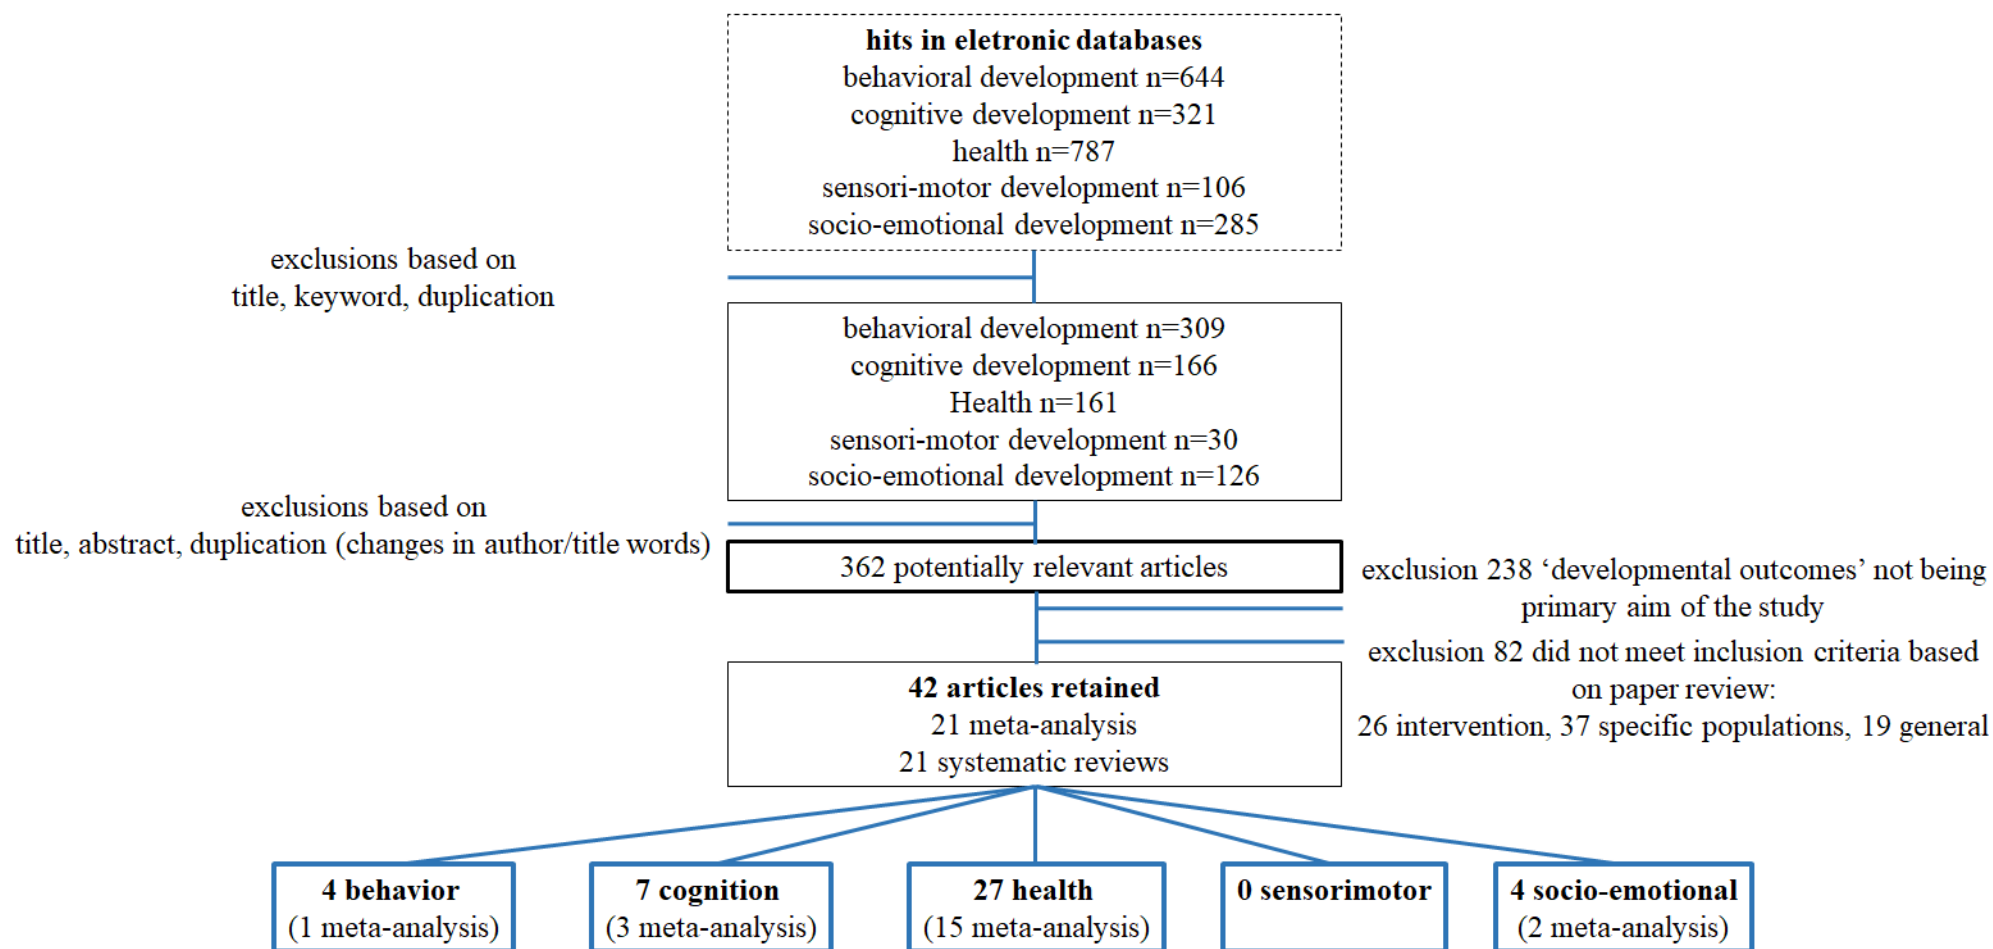 hits in eletronic databases
behavioral development n=644
cognitive development n=321
health n=787
sensori-motor development n=106
socio-emotional development n=285
exclusions based on
title, keyword, duplication
behavioral development n=309
cognitive development n=166
Health n=161
sensori-motor development n=30
socio-emotional development n=126
exclusions based on
title, abstract, duplication (changes in author/title words)
362 potentially relevant articles
exclusion 238 ‘developmental outcomes’ not being
primary aim of the study
exclusion 82 did not meet inclusion criteria based
on paper review:
26 intervention, 37 specific populations, 19 general
42 articles retained
21 meta-analysis
21 systematic reviews
4 behavior
(1 meta-analysis)
7 cognition
(3 meta-analysis)
27 health
(15 meta-analysis)
0 sensorimotor
4 socio-emotional
(2 meta-analysis)